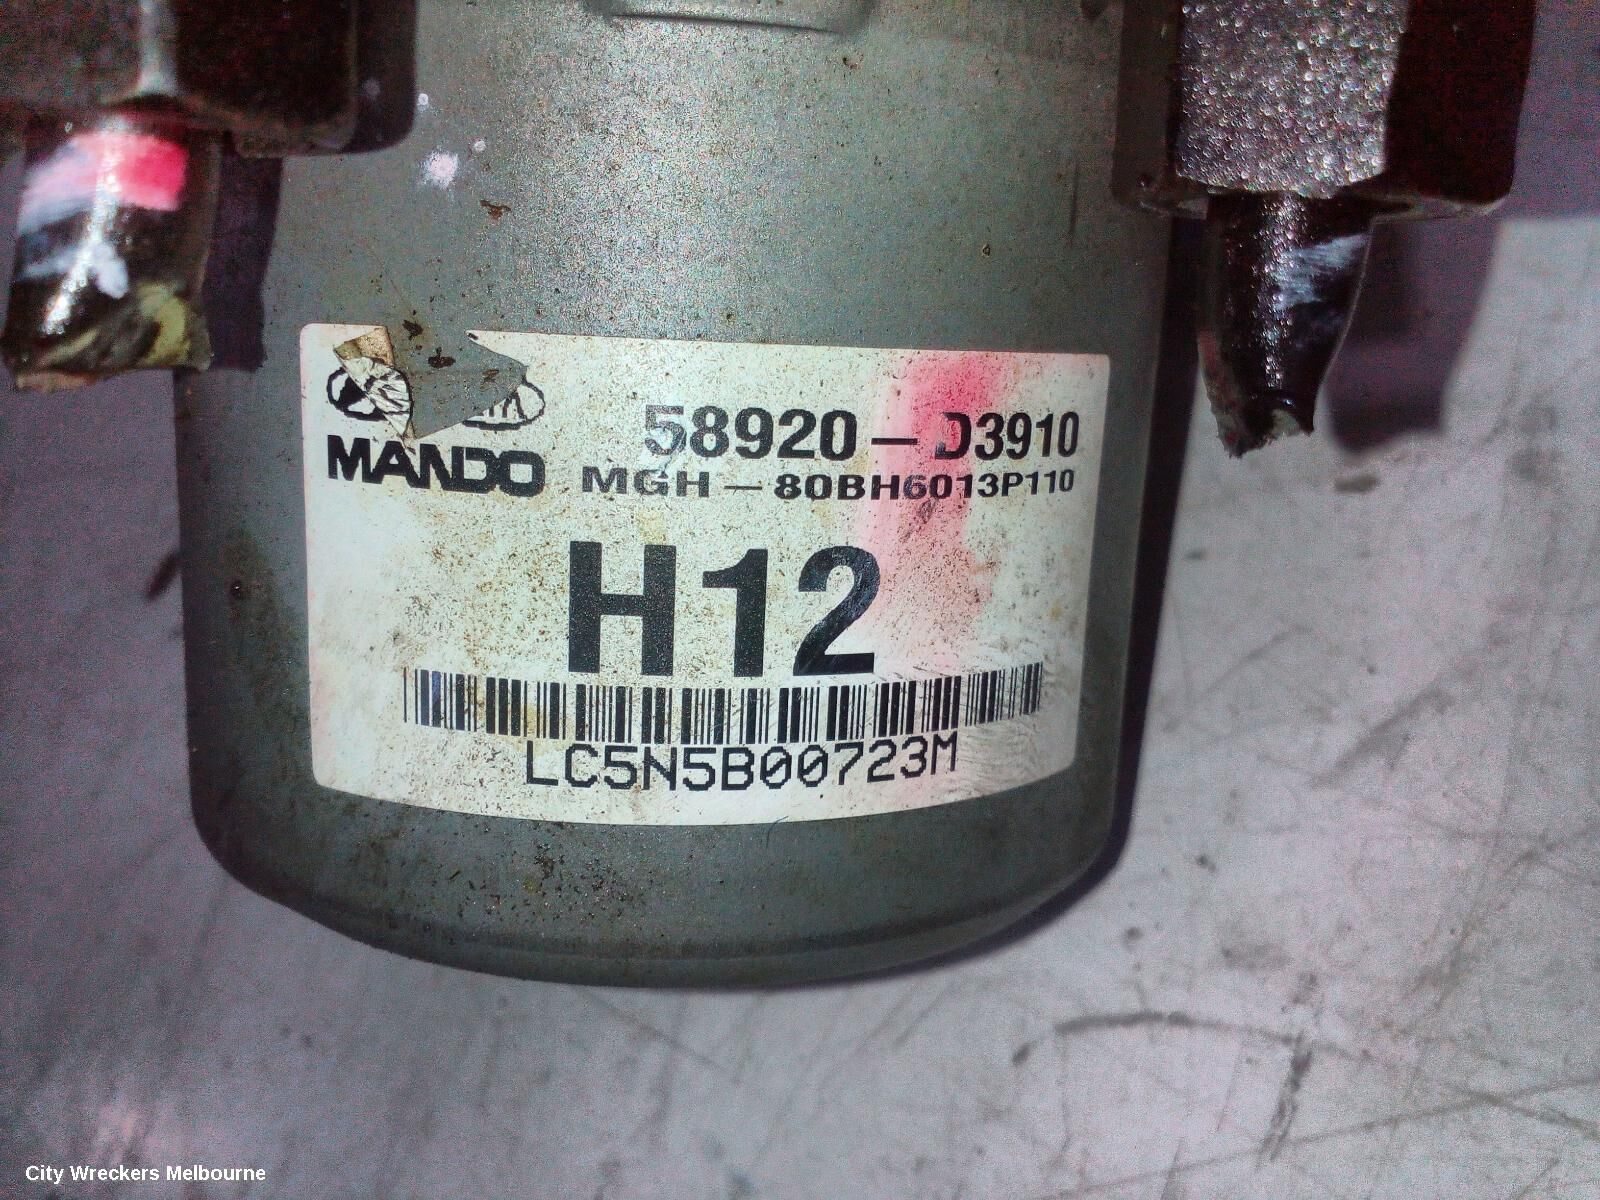 58920 – D3910
MANDO
MGH – 80BH6013P110
H12
LC5N5B00723M
City Wreckers Melbourne